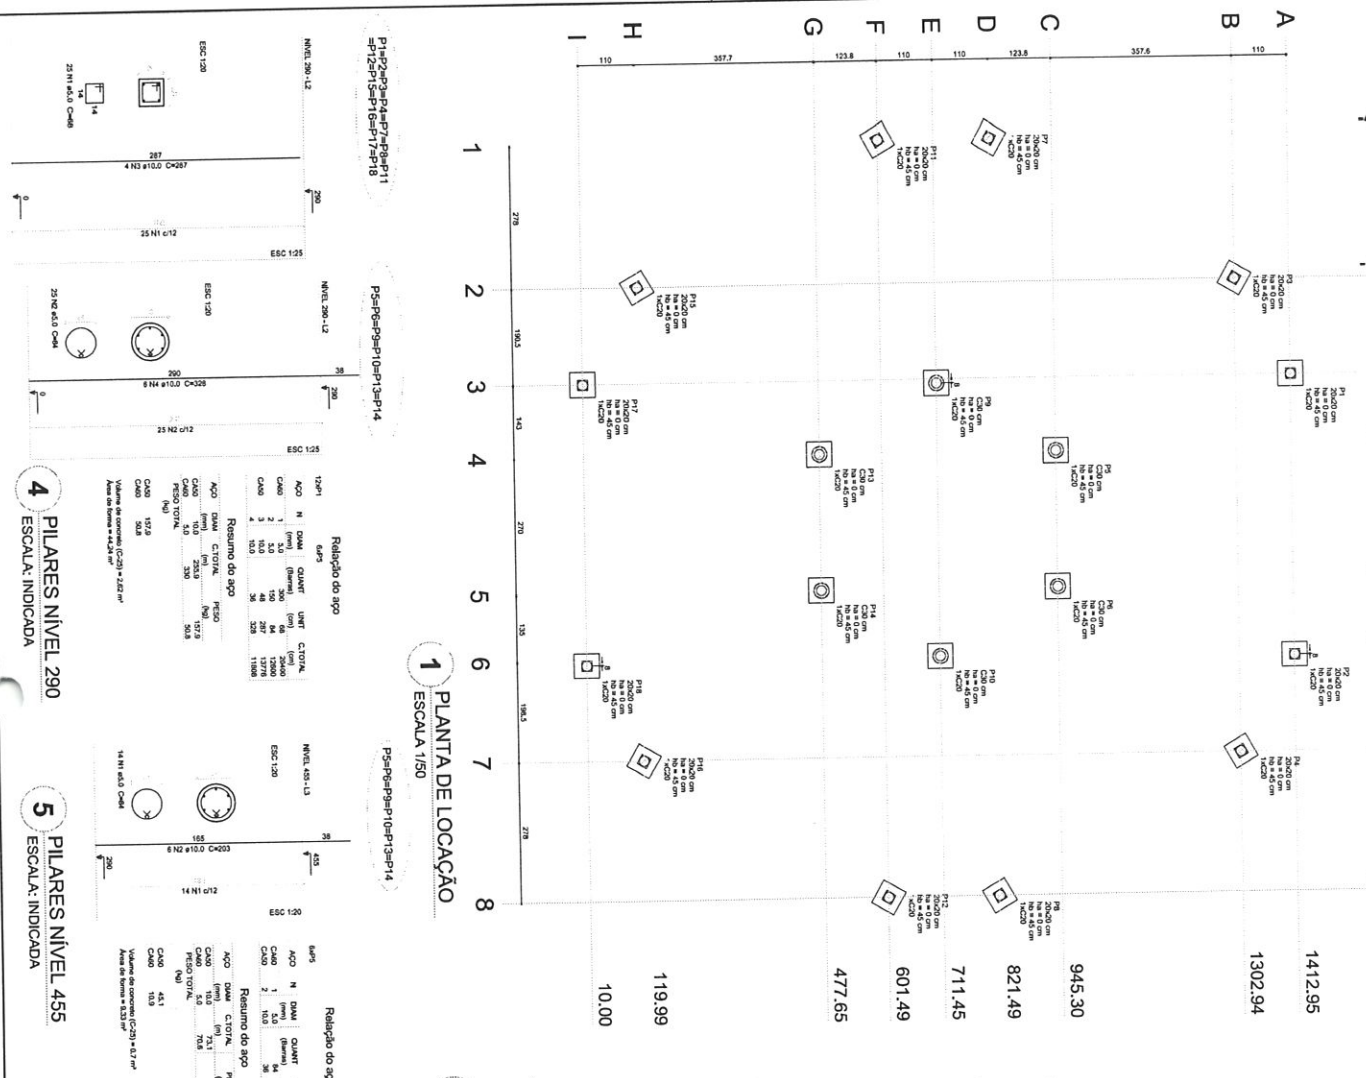 I
H
G
F
E
D
C
B
A
110
357.7
123.8
110
110
123.8
357.6
110
1
2
3
4
5
6
7
8
278
190.5
143
270
135
198.5
278
P7
20x20 cm
ha = 0 cm
hb = 45 cm
1xC20
P11
20x20 cm
ha = 0 cm
hb = 45 cm
1xC20
P3
20x20 cm
ha = 0 cm
hb = 45 cm
1xC20
P15
20x20 cm
ha = 0 cm
hb = 45 cm
1xC20
P1
20x20 cm
ha = 0 cm
hb = 45 cm
1xC20
P9
C30 cm
ha = 0 cm
hb = 45 cm
1xC20
8
P17
20x20 cm
ha = 0 cm
hb = 45 cm
1xC20
P5
C30 cm
ha = 0 cm
hb = 45 cm
1xC20
P13
C30 cm
ha = 0 cm
hb = 45 cm
1xC20
P6
C30 cm
ha = 0 cm
hb = 45 cm
1xC20
P14
C30 cm
ha = 0 cm
hb = 45 cm
1xC20
P2
20x20 cm
ha = 0 cm
hb = 45 cm
1xC20
8
P10
C30 cm
ha = 0 cm
hb = 45 cm
1xC20
P18
20x20 cm
ha = 0 cm
hb = 45 cm
1xC20
8
P4
20x20 cm
ha = 0 cm
hb = 45 cm
1xC20
P16
20x20 cm
ha = 0 cm
hb = 45 cm
1xC20
P8
20x20 cm
ha = 0 cm
hb = 45 cm
1xC20
P12
20x20 cm
ha = 0 cm
hb = 45 cm
1xC20
1412.95
1302.94
945.30
821.49
711.45
601.49
477.65
119.99
10.00
1 PLANTA DE LOCAÇÃO
ESCALA 1/50
P1=P2=P3=P4=P7=P8=P11
=P12=P15=P16=P17=P18
NIVEL 290 - L2
ESC 1:20
14
14
25 N1 ø5.0 C=68
287
4 N3 ø10.0 C=287
290
0
25 N1 c/12
ESC 1:25
P5=P6=P9=P10=P13=P14
NIVEL 290 - L2
ESC 1:20
25 N2 ø5.0 C=84
38
290
6 N4 ø10.0 C=328
290
0
25 N2 c/12
ESC 1:25
Relação do aço
12xP1 6xP5
AÇO N DIAM QUANT UNIT C.TOTAL
(mm) (Barras) (cm) (cm)
CA60 1 5.0 300 68 20400
2 5.0 150 84 12600
CA50 3 10.0 48 287 13776
4 10.0 36 328 11808
Resumo do aço
AÇO DIAM C.TOTAL PESO
(mm) (m) (kg)
CA50 10.0 255.9 157.9
CA60 5.0 330 50.8
PESO TOTAL
(kg)
CA50 157.9
CA60 50.8
Volume de concreto (C-25) = 2.62 m³
Área de forma = 44.24 m²
4 PILARES NÍVEL 290
ESCALA: INDICADA
P5=P6=P9=P10=P13=P14
NIVEL 455 - L3
ESC 1:20
14 N1 ø5.0 C=84
38
165
6 N2 ø10.0 C=203
455
290
14 N1 c/12
ESC 1:20
Relação do
6xP5
AÇO N DIAM QUANT
(mm) (Barras)
CA60 1 5.0 84
CA50 2 10.0 36
Resumo do aço
AÇO DIAM C.TOTAL
(mm) (m)
CA50 10.0 73.1
CA60 5.0 70.6
PESO TOTAL
(kg)
CA50 45.1
CA60 10.9
Volume de concreto (C-25) = 0.7 m³
Área de forma = 9.33 m²
5 PILARES NÍVEL 455
ESCALA: INDICADA